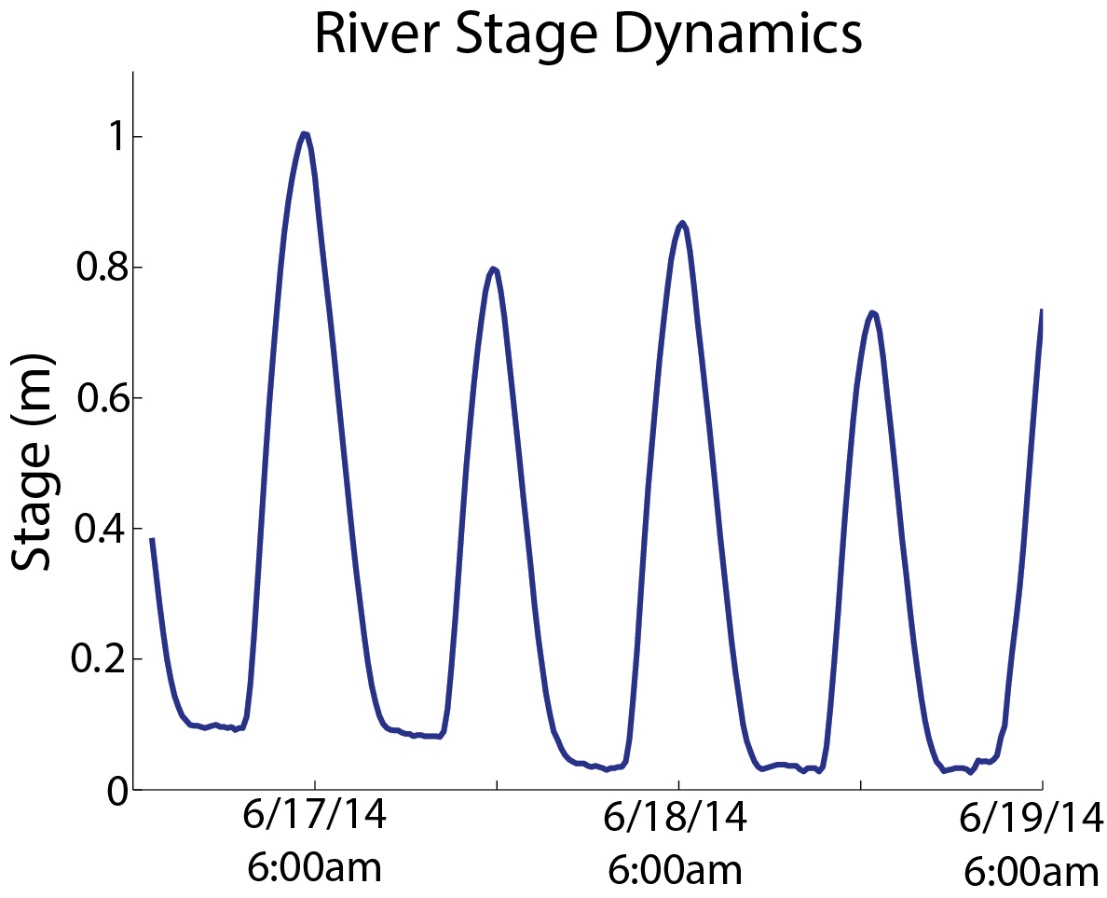 River Stage Dynamics
Stage (m)
1
0.8
0.6
0.4
0.2
0
6/17/14
6:00am
6/18/14
6:00am
6/19/14
6:00am